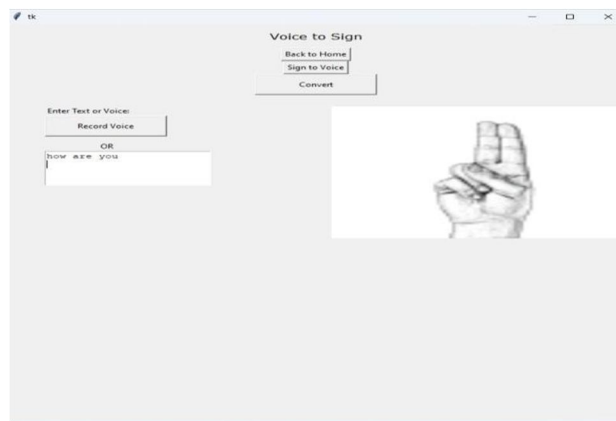 tk
Voice to Sign
Back to Home
Sign to Voice
Convert
Enter Text or Voice:
Record Voice
OR
how are you